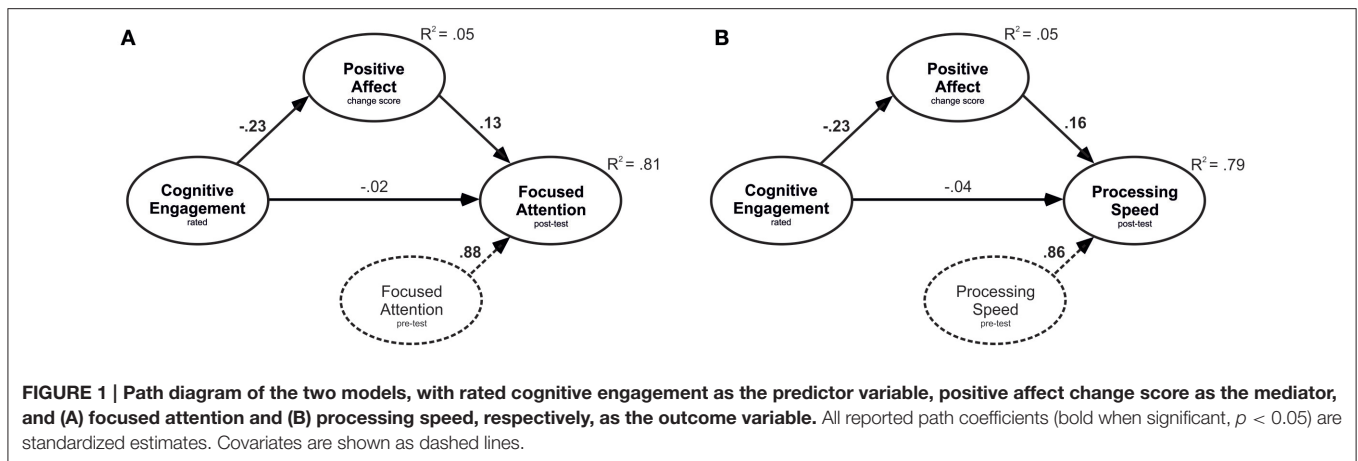 A
R² = .05
Positive
Affect
change score
-.23
.13
R² = .81
Cognitive
Engagement
rated
-.02
Focused
Attention
post-test
.88
Focused
Attention
pre-test
B
R² = .05
Positive
Affect
change score
-.23
.16
R² = .79
Cognitive
Engagement
rated
-.04
Processing
Speed
post-test
.86
Processing
Speed
pre-test
FIGURE 1 | Path diagram of the two models, with rated cognitive engagement as the predictor variable, positive affect change score as the mediator,
and (A) focused attention and (B) processing speed, respectively, as the outcome variable. All reported path coefficients (bold when significant, p < 0.05) are
standardized estimates. Covariates are shown as dashed lines.